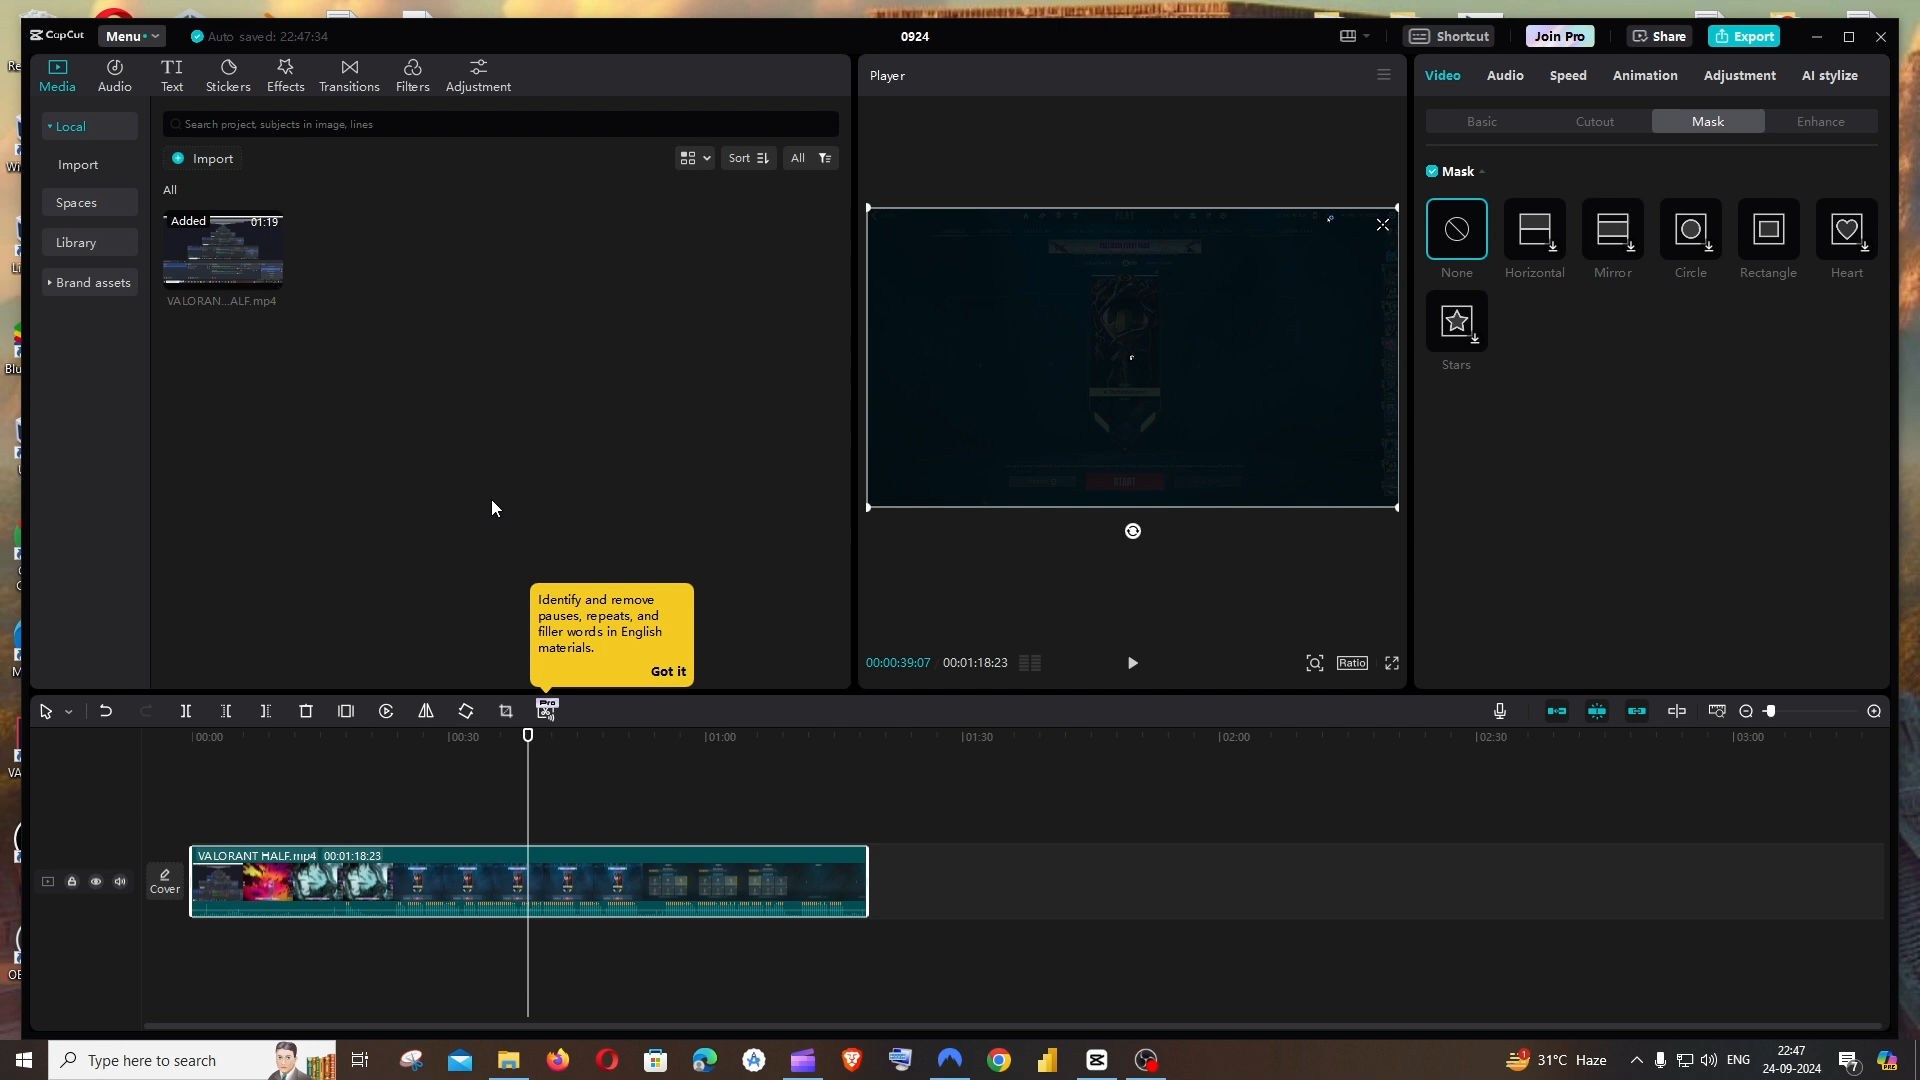 CapCut
Menu
Auto saved: 22:47:34
0924
Shortcut
Join Pro
Share
Export
Media
Audio
Text
Stickers
Effects
Transitions
Filters
Adjustment
Local
Import
Spaces
Library
Brand assets
Search project, subjects in image, lines
Import
Sort
All
All
Added
01:19
VALORAN...ALF.mp4
Player
PLAY
START
00:00:39:07
00:01:18:23
Ratio
Video
Audio
Speed
Animation
Adjustment
AI stylize
Basic
Cutout
Mask
Enhance
Mask
None
Horizontal
Mirror
Circle
Rectangle
Heart
Stars
Identify and remove
pauses, repeats, and
filler words in English
materials.
Got it
Pro
00:00
00:30
01:00
01:30
02:00
02:30
03:00
Cover
VALORANT HALF.mp4 00:01:18:23
Type here to search
31°C Haze
ENG
22:47
24-09-2024
7